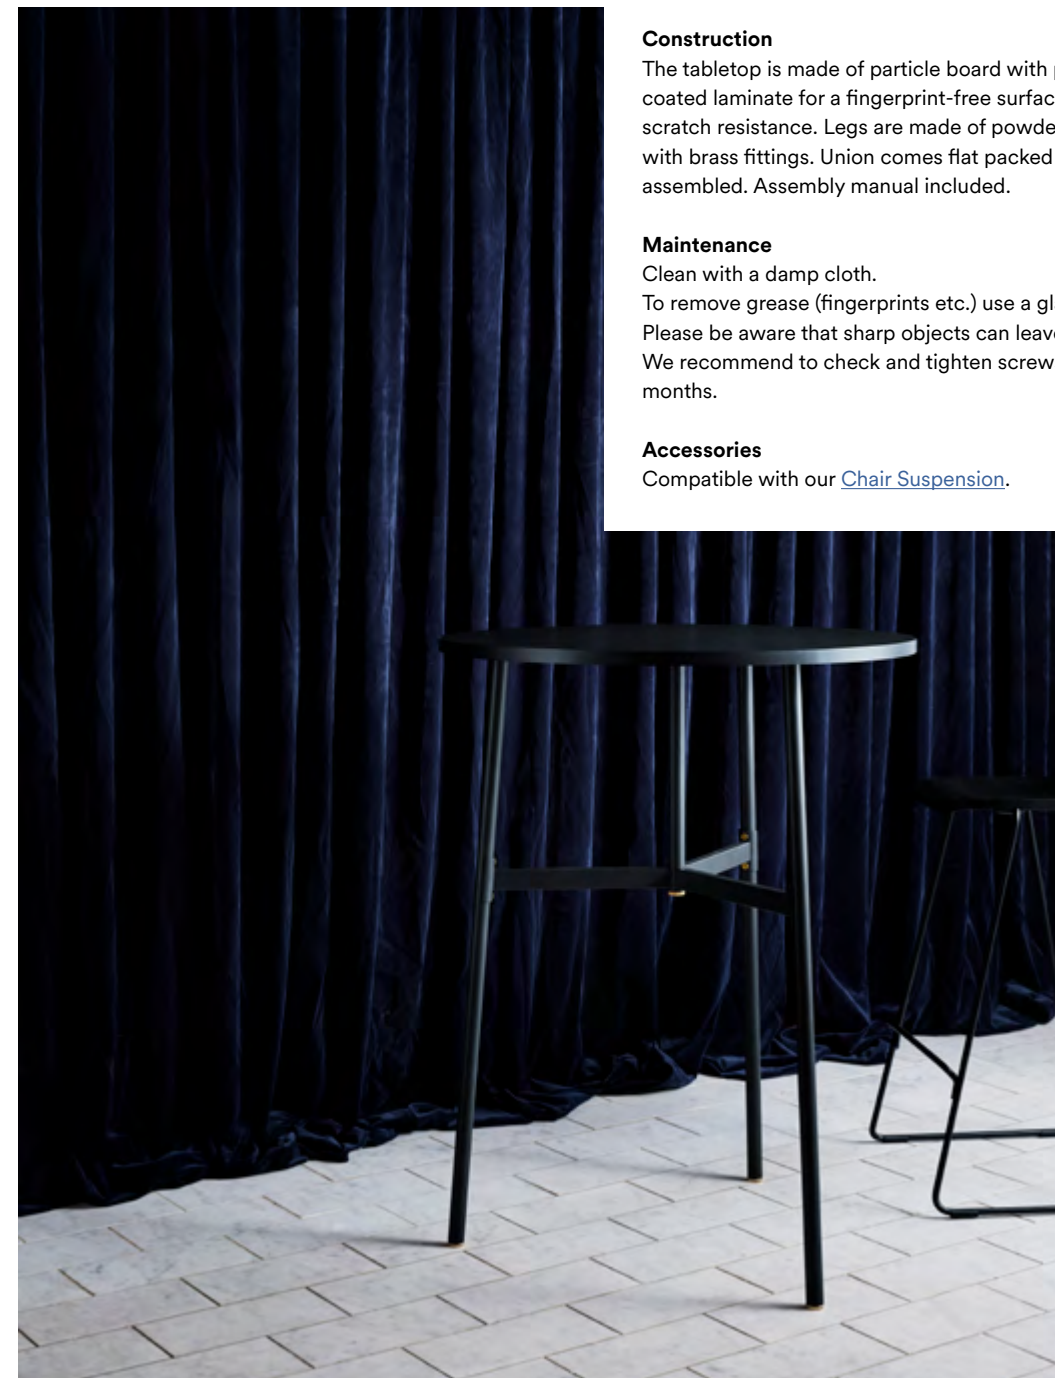 Construction
The tabletop is made of particle board with
coated laminate for a fingerprint-free
scratch resistance. Legs are made of
with brass fittings. Union comes flat packed
assembled. Assembly manual included.
Maintenance
Clean with a damp cloth.
To remove grease (fingerprints etc.) use a
Please be aware that sharp objects can
We recommend to check and tighten
months.
Accessories
Compatible with our Chair Suspension.